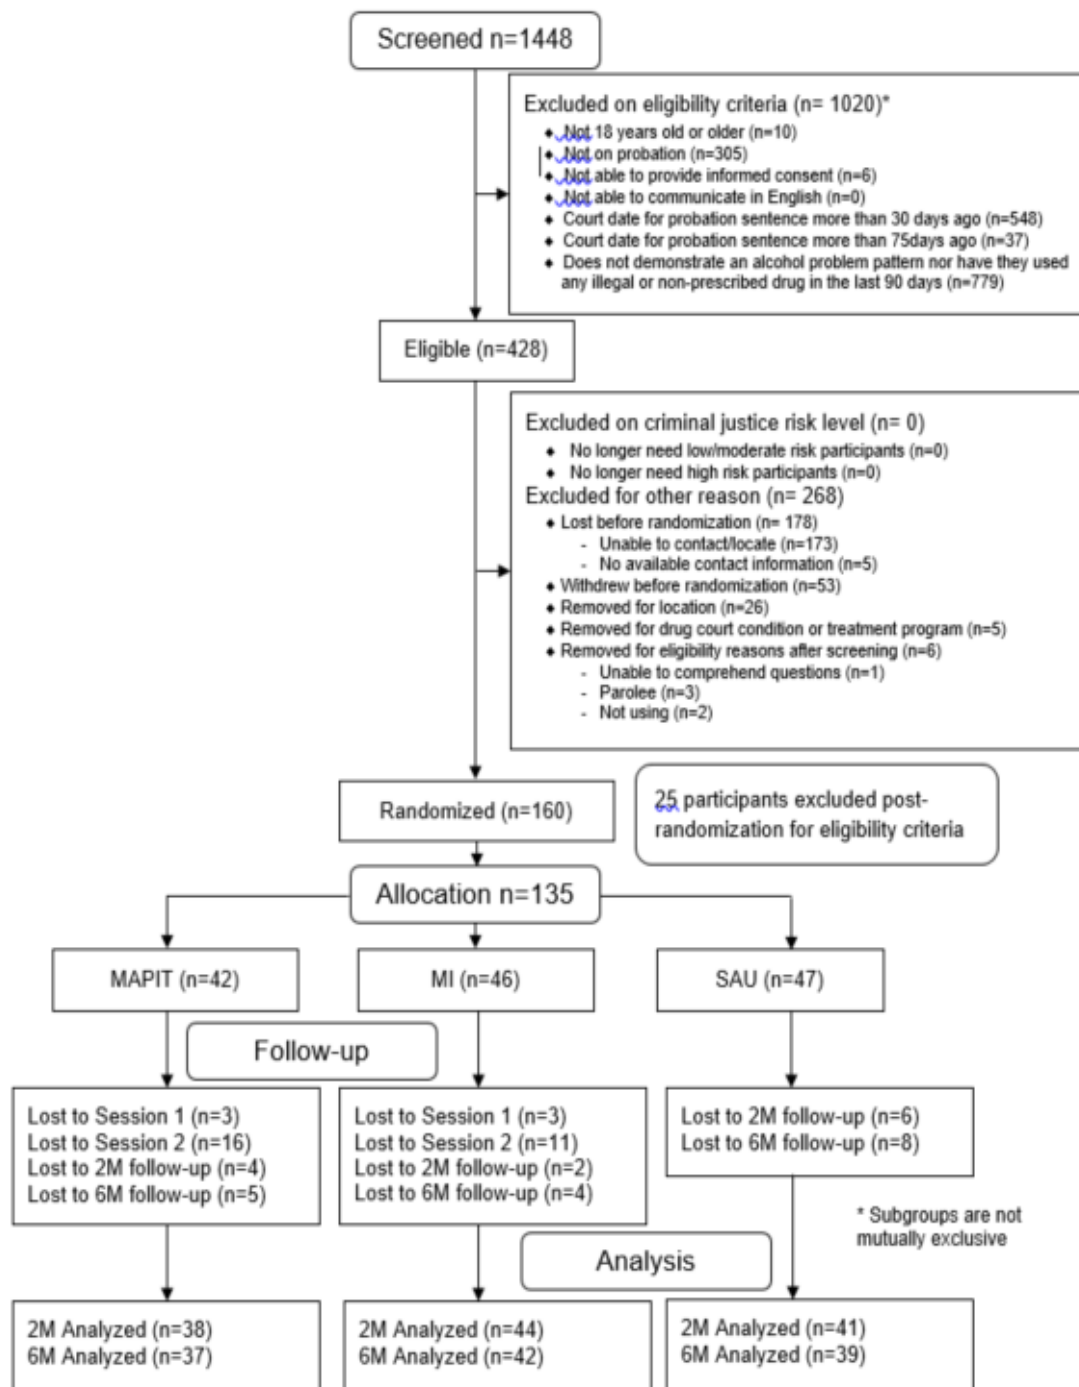 Screened n=1448
Excluded on eligibility criteria (n= 1020)*
♦ Not 18 years old or older (n=10)
♦ Not on probation (n=305)
♦ Not able to provide informed consent (n=6)
♦ Not able to communicate in English (n=0)
♦ Court date for probation sentence more than 30 days ago (n=548)
♦ Court date for probation sentence more than 75days ago (n=37)
♦ Does not demonstrate an alcohol problem pattern nor have they used
any illegal or non-prescribed drug in the last 90 days (n=779)
Eligible (n=428)
Excluded on criminal justice risk level (n= 0)
♦ No longer need low/moderate risk participants (n=0)
♦ No longer need high risk participants (n=0)
Excluded for other reason (n= 268)
♦ Lost before randomization (n= 178)
- Unable to contact/locate (n=173)
- No available contact information (n=5)
♦ Withdrew before randomization (n=53)
♦ Removed for location (n=26)
♦ Removed for drug court condition or treatment program (n=5)
♦ Removed for eligibility reasons after screening (n=6)
- Unable to comprehend questions (n=1)
- Parolee (n=3)
- Not using (n=2)
Randomized (n=160)
25 participants excluded post-
randomization for eligibility criteria
Allocation n=135
MAPIT (n=42)
MI (n=46)
SAU (n=47)
Follow-up
Lost to Session 1 (n=3)
Lost to Session 2 (n=16)
Lost to 2M follow-up (n=4)
Lost to 6M follow-up (n=5)
Lost to Session 1 (n=3)
Lost to Session 2 (n=11)
Lost to 2M follow-up (n=2)
Lost to 6M follow-up (n=4)
Lost to 2M follow-up (n=6)
Lost to 6M follow-up (n=8)
* Subgroups are not
mutually exclusive
Analysis
2M Analyzed (n=38)
6M Analyzed (n=37)
2M Analyzed (n=44)
6M Analyzed (n=42)
2M Analyzed (n=41)
6M Analyzed (n=39)